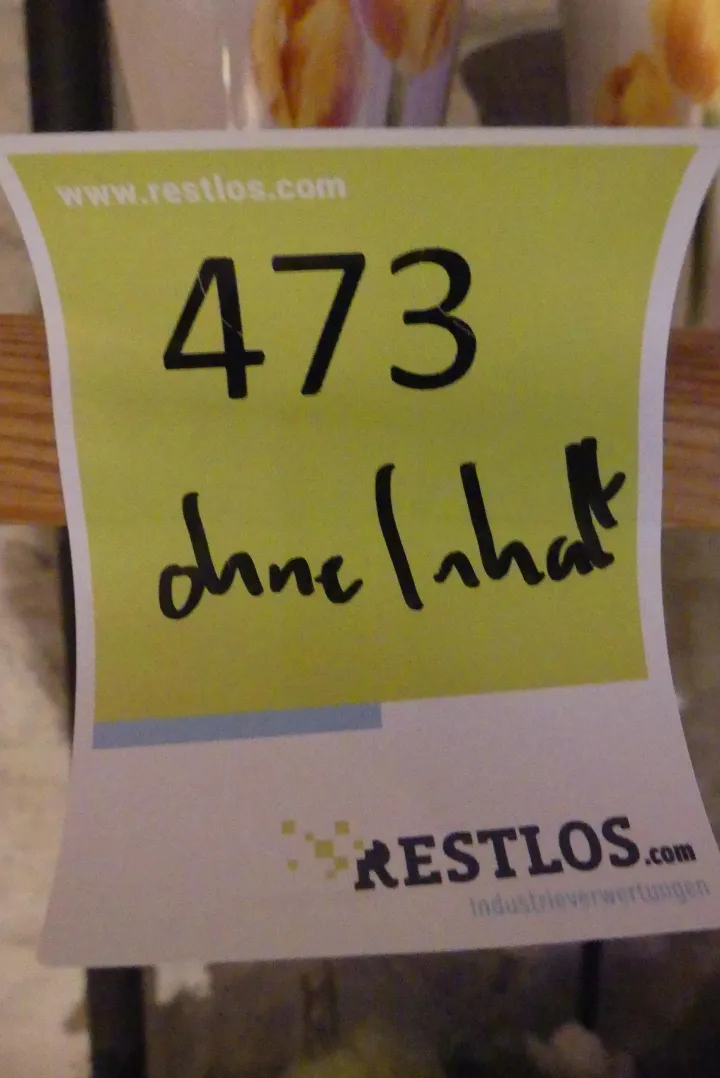 www.restlos.com
473
ohne Inhalt
RESTLOS.com
Industrieverwertungen